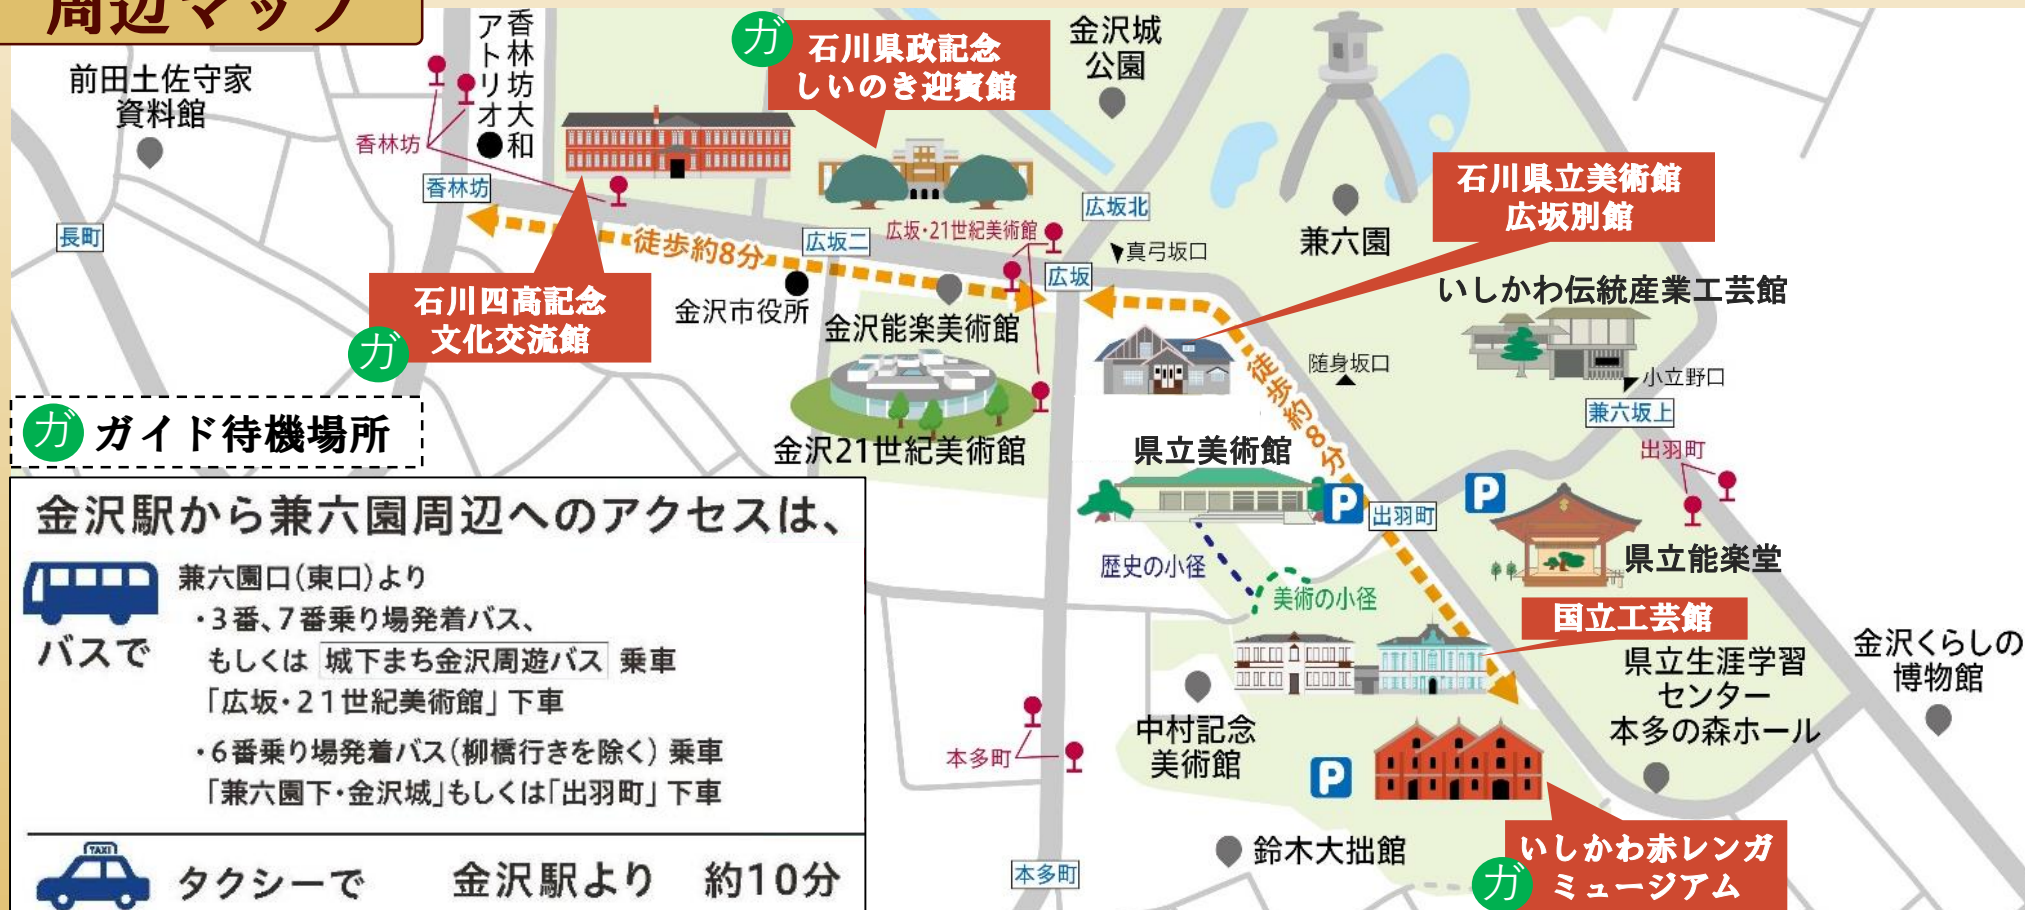 周辺マップ
前田土佐守家
資料館
香林坊
香林坊大和
アトリオ
香林坊
長町
ガ
石川県政記念
しいのき迎賓館
金沢城
公園
兼六園
石川県立美術館
広坂別館
いしかわ伝統産業工芸館
広坂北
真弓坂口
広坂・21世紀美術館
広坂二
広坂
徒歩約8分
金沢市役所
金沢能楽美術館
石川四高記念
文化交流館
ガ
金沢21世紀美術館
徒歩約8分
随身坂口
小立野口
兼六坂上
出羽町
県立美術館
P
出羽町
P
県立能楽堂
歴史の小径
美術の小径
国立工芸館
県立生涯学習
センター
本多の森ホール
金沢くらしの
博物館
中村記念
美術館
本多町
P
鈴木大拙館
本多町
いしかわ赤レンガ
ミュージアム
ガ
ガ ガイド待機場所
金沢駅から兼六園周辺へのアクセスは、
バスで
兼六園口(東口)より
・3番、7番乗り場発着バス、
もしくは 城下まち金沢周遊バス 乗車
「広坂・21世紀美術館」下車
・6番乗り場発着バス(柳橋行きを除く) 乗車
「兼六園下・金沢城」もしくは「出羽町」下車
TAXI
タクシーで 金沢駅より 約10分